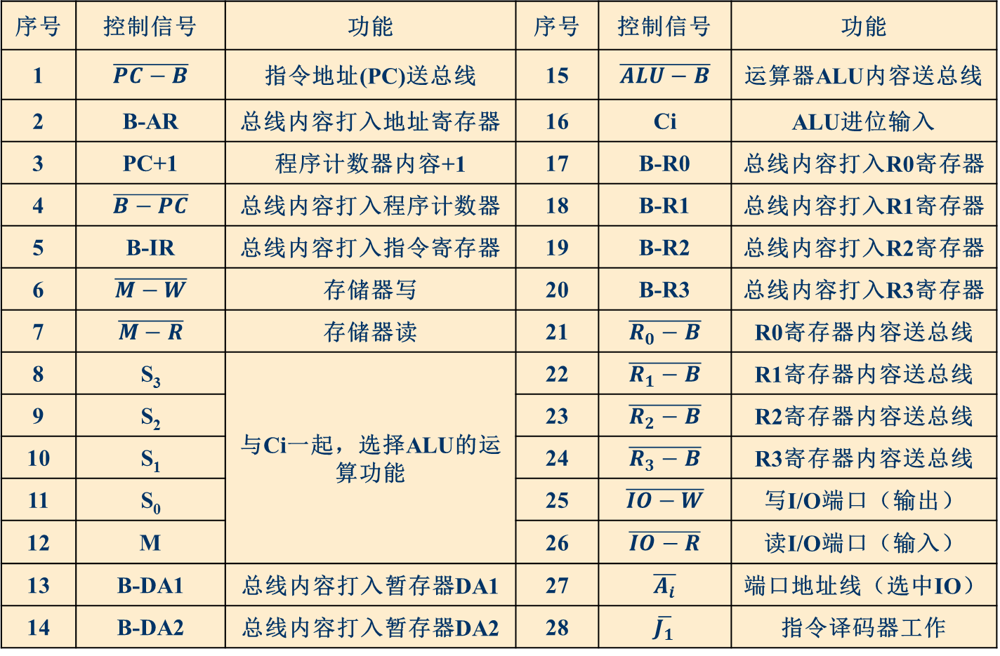 序号 控制信号 功能 序号 控制信号 功能
1 $\overline{PC-B}$ 指令地址(PC)送总线 15 $\overline{ALU-B}$ 运算器ALU内容送总线
2 B-AR 总线内容打入地址寄存器 16 Ci ALU进位输入
3 PC+1 程序计数器内容+1 17 B-R0 总线内容打入R0寄存器
4 $\overline{B-PC}$ 总线内容打入程序计数器 18 B-R1 总线内容打入R1寄存器
5 B-IR 总线内容打入指令寄存器 19 B-R2 总线内容打入R2寄存器
6 $\overline{M-W}$ 存储器写 20 B-R3 总线内容打入R3寄存器
7 $\overline{M-R}$ 存储器读 21 $\overline{R_0-B}$ R0寄存器内容送总线
8 S₃ 22 $\overline{R_1-B}$ R1寄存器内容送总线
9 S₂ 23 $\overline{R_2-B}$ R2寄存器内容送总线
与Ci一起，选择ALU的运
10 S₁ 24 $\overline{R_3-B}$ R3寄存器内容送总线
算功能
11 S₀ 25 $\overline{IO-W}$ 写I/O端口（输出）
12 M 26 $\overline{IO-R}$ 读I/O端口（输入）
13 B-DA1 总线内容打入暂存器DA1 27 $\overline{A_i}$ 端口地址线（选中IO）
14 B-DA2 总线内容打入暂存器DA2 28 $\overline{J_1}$ 指令译码器工作